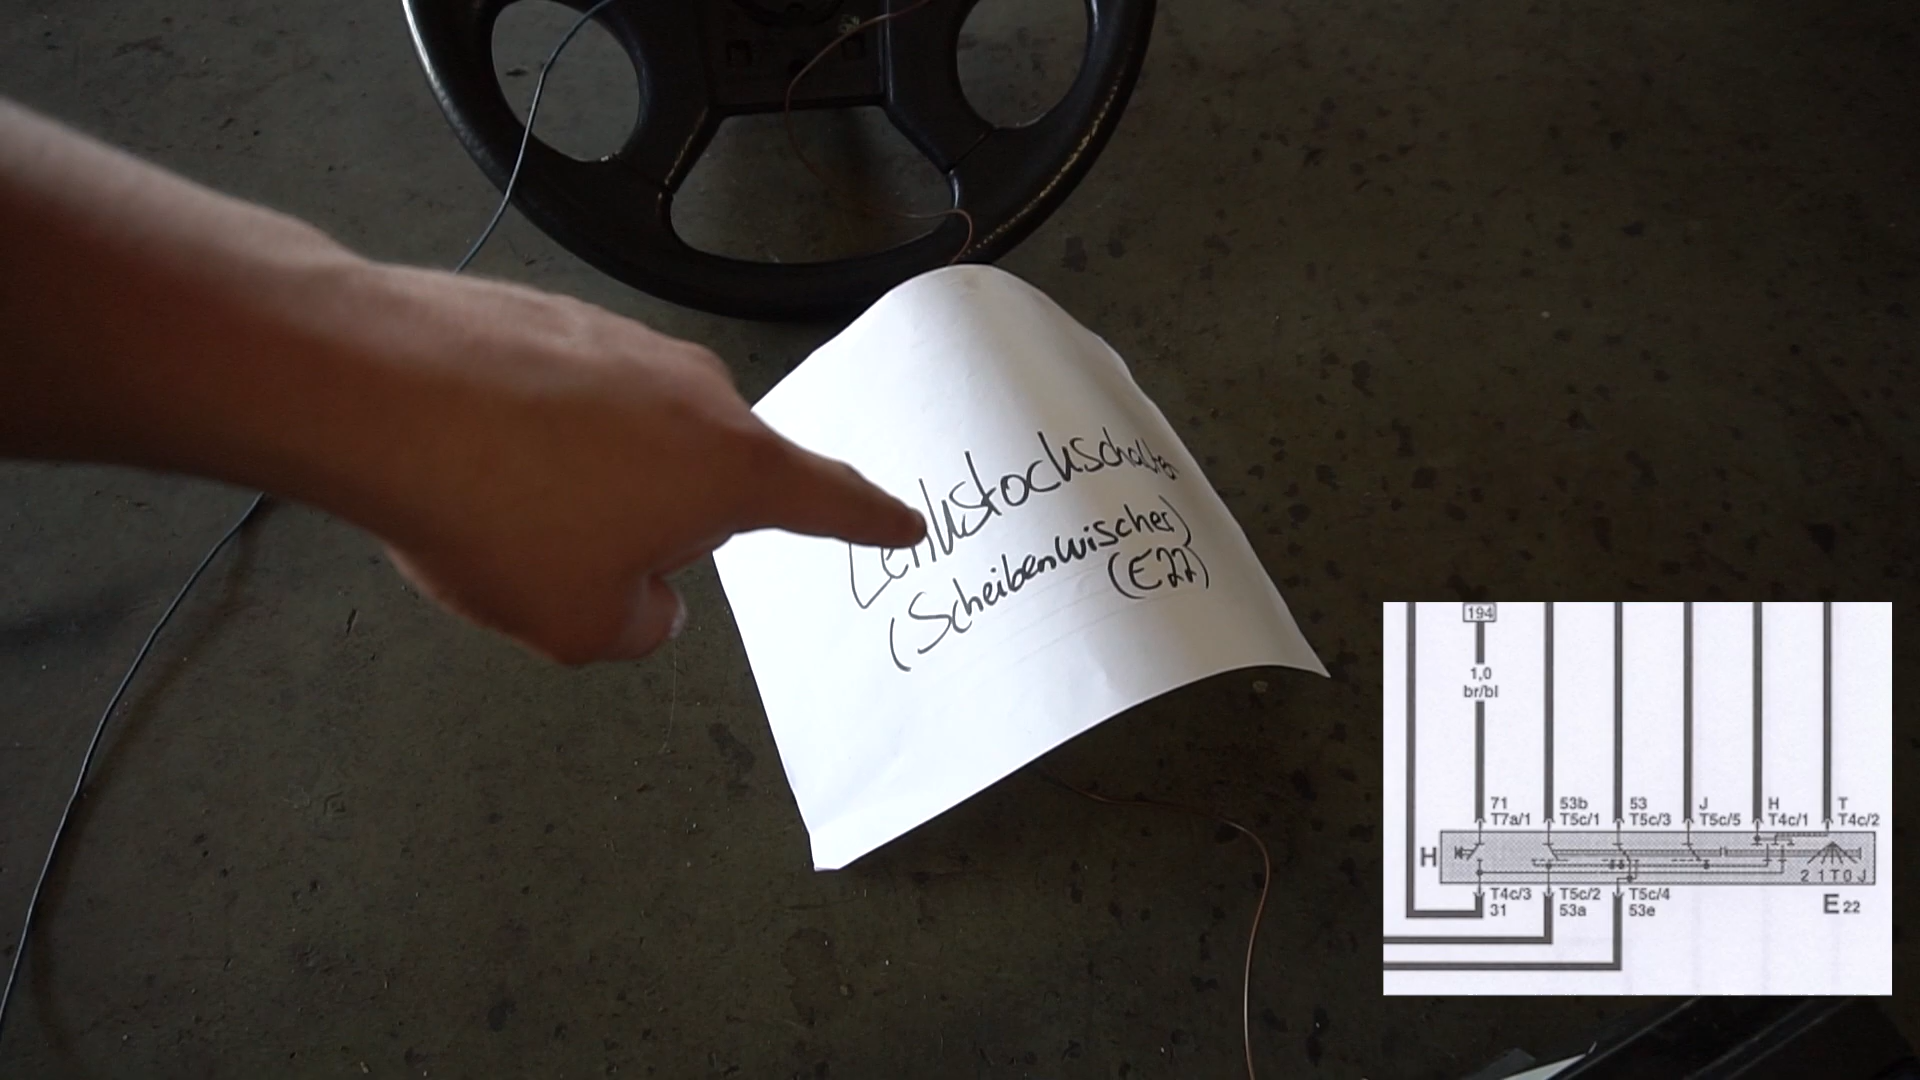 Lenkstockschalter
(Scheibenwischer)
(E22)
194
1,0
br/bl
71 53b 53 J H T
T7a/1 T5c/1 T5c/3 T5c/5 T4c/1 T4c/2
H
2 1 T 0 J
T4c/3 T5c/2 T5c/4
31 53a 53e
E 22